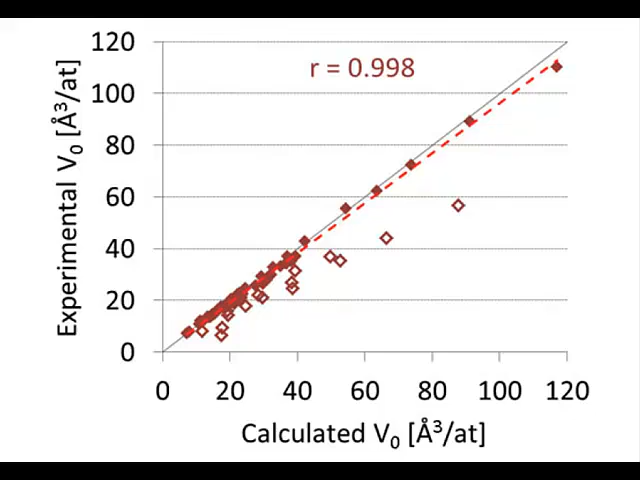 r = 0.998
Experimental V₀ [Å³/at]
120
100
80
60
40
20
0
0 20 40 60 80 100 120
Calculated V₀ [Å³/at]